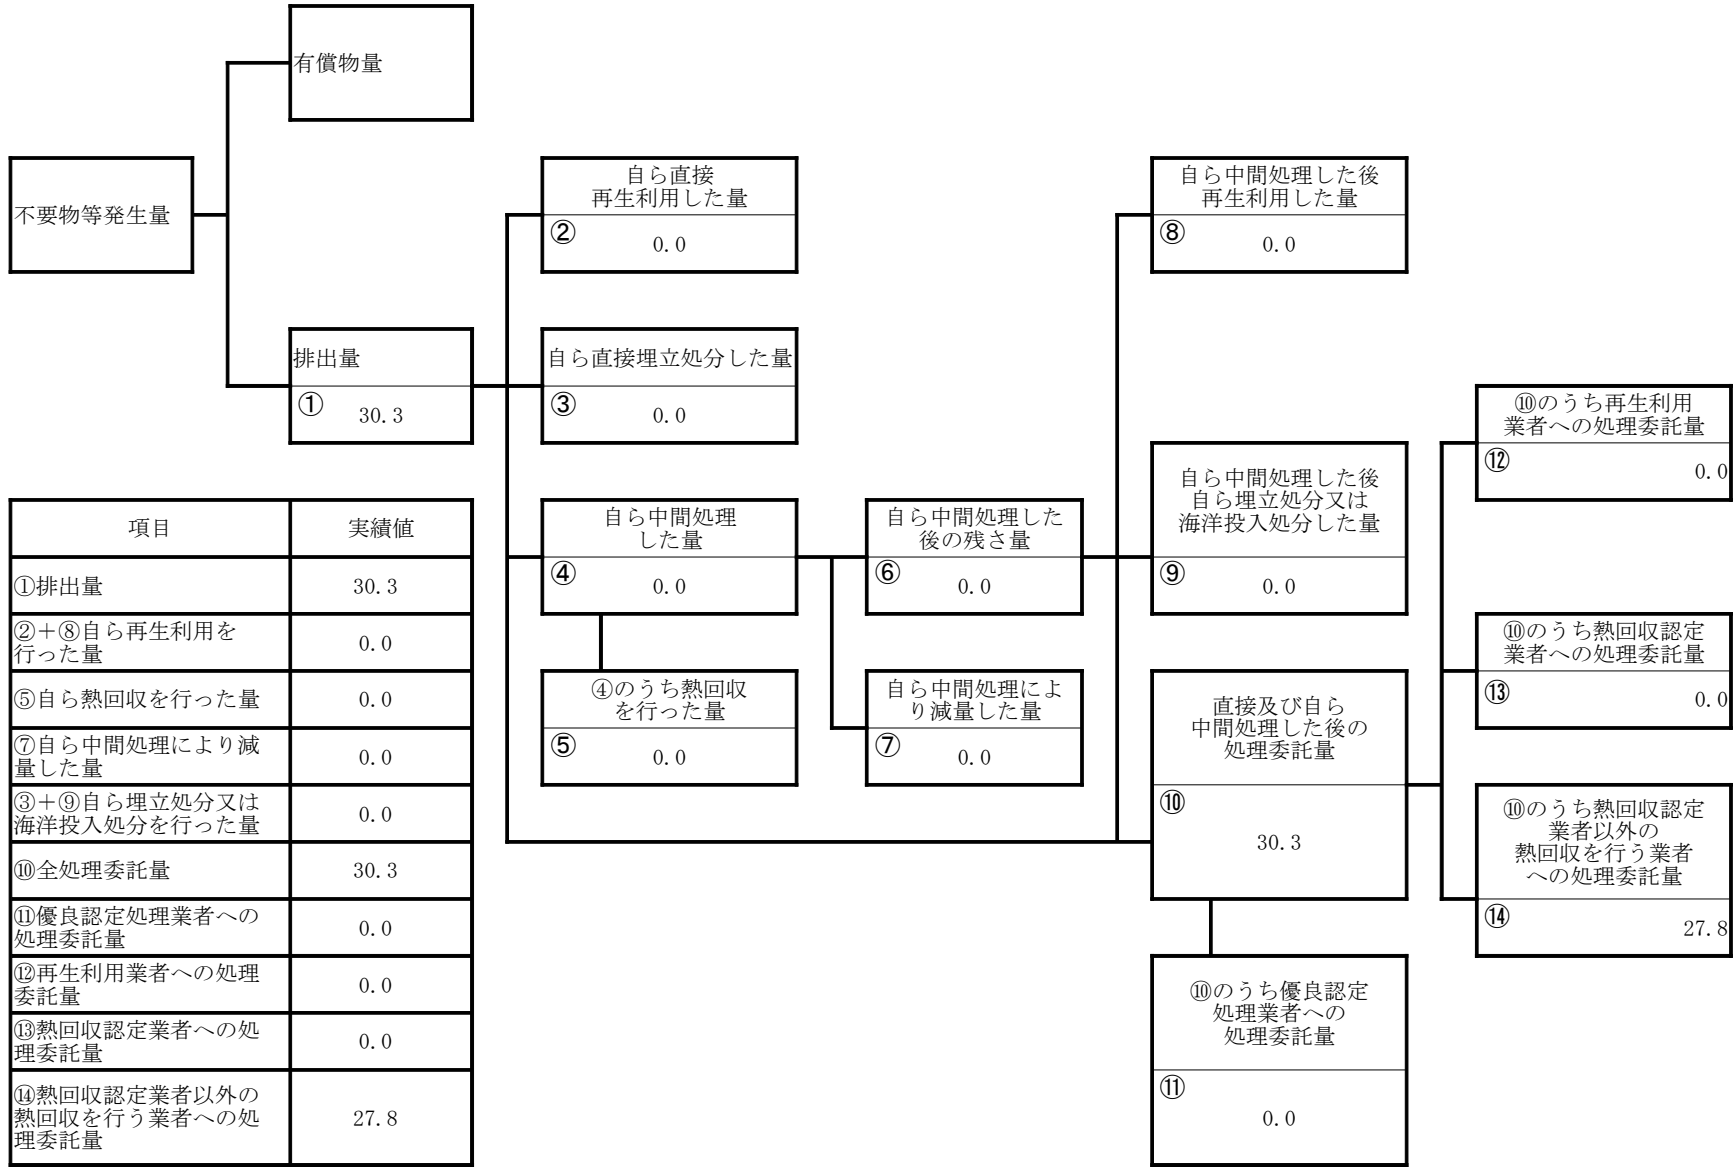 有償物量
不要物等発生量
自ら直接
再生利用した量
②
0.0
自ら中間処理した後
再生利用した量
⑧
0.0
排出量
①
30.3
自ら直接埋立処分した量
③
0.0
⑩のうち再生利用
業者への処理委託量
⑫
0.0
自ら中間処理
した量
④
0.0
自ら中間処理した
後の残さ量
⑥
0.0
自ら中間処理した後
自ら埋立処分又は
海洋投入処分した量
⑨
0.0
⑩のうち熱回収認定
業者への処理委託量
⑬
0.0
④のうち熱回収
を行った量
⑤
0.0
自ら中間処理によ
り減量した量
⑦
0.0
直接及び自ら
中間処理した後の
処理委託量
⑩
30.3
⑩のうち熱回収認定
業者以外の
熱回収を行う業者
への処理委託量
⑭
27.8
⑩のうち優良認定
処理業者への
処理委託量
⑪
0.0
項目 実績値
①排出量 30.3
②＋⑧自ら再生利用を
行った量
0.0
⑤自ら熱回収を行った量 0.0
⑦自ら中間処理により減
量した量
0.0
③＋⑨自ら埋立処分又は
海洋投入処分を行った量
0.0
⑩全処理委託量 30.3
⑪優良認定処理業者への
処理委託量
0.0
⑫再生利用業者への処理
委託量
0.0
⑬熱回収認定業者への処
理委託量
0.0
⑭熱回収認定業者以外の
熱回収を行う業者への処
理委託量
27.8